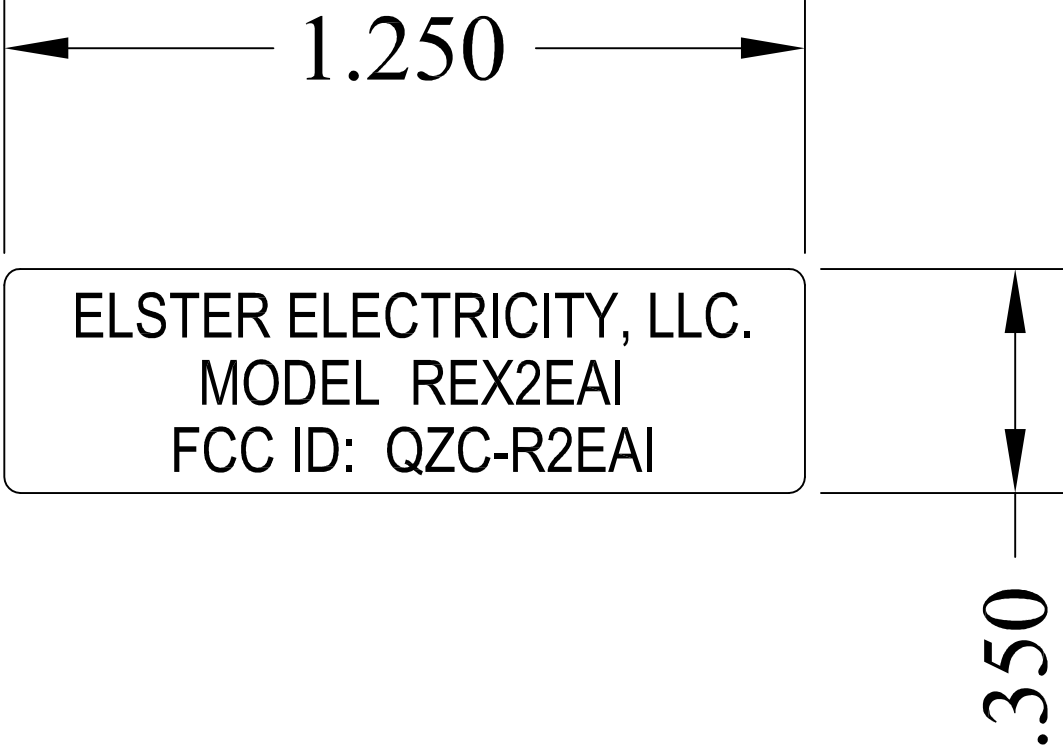 1.250
ELSTER ELECTRICITY, LLC.
MODEL REX2EAI
FCC ID: QZC-R2EAI
.350